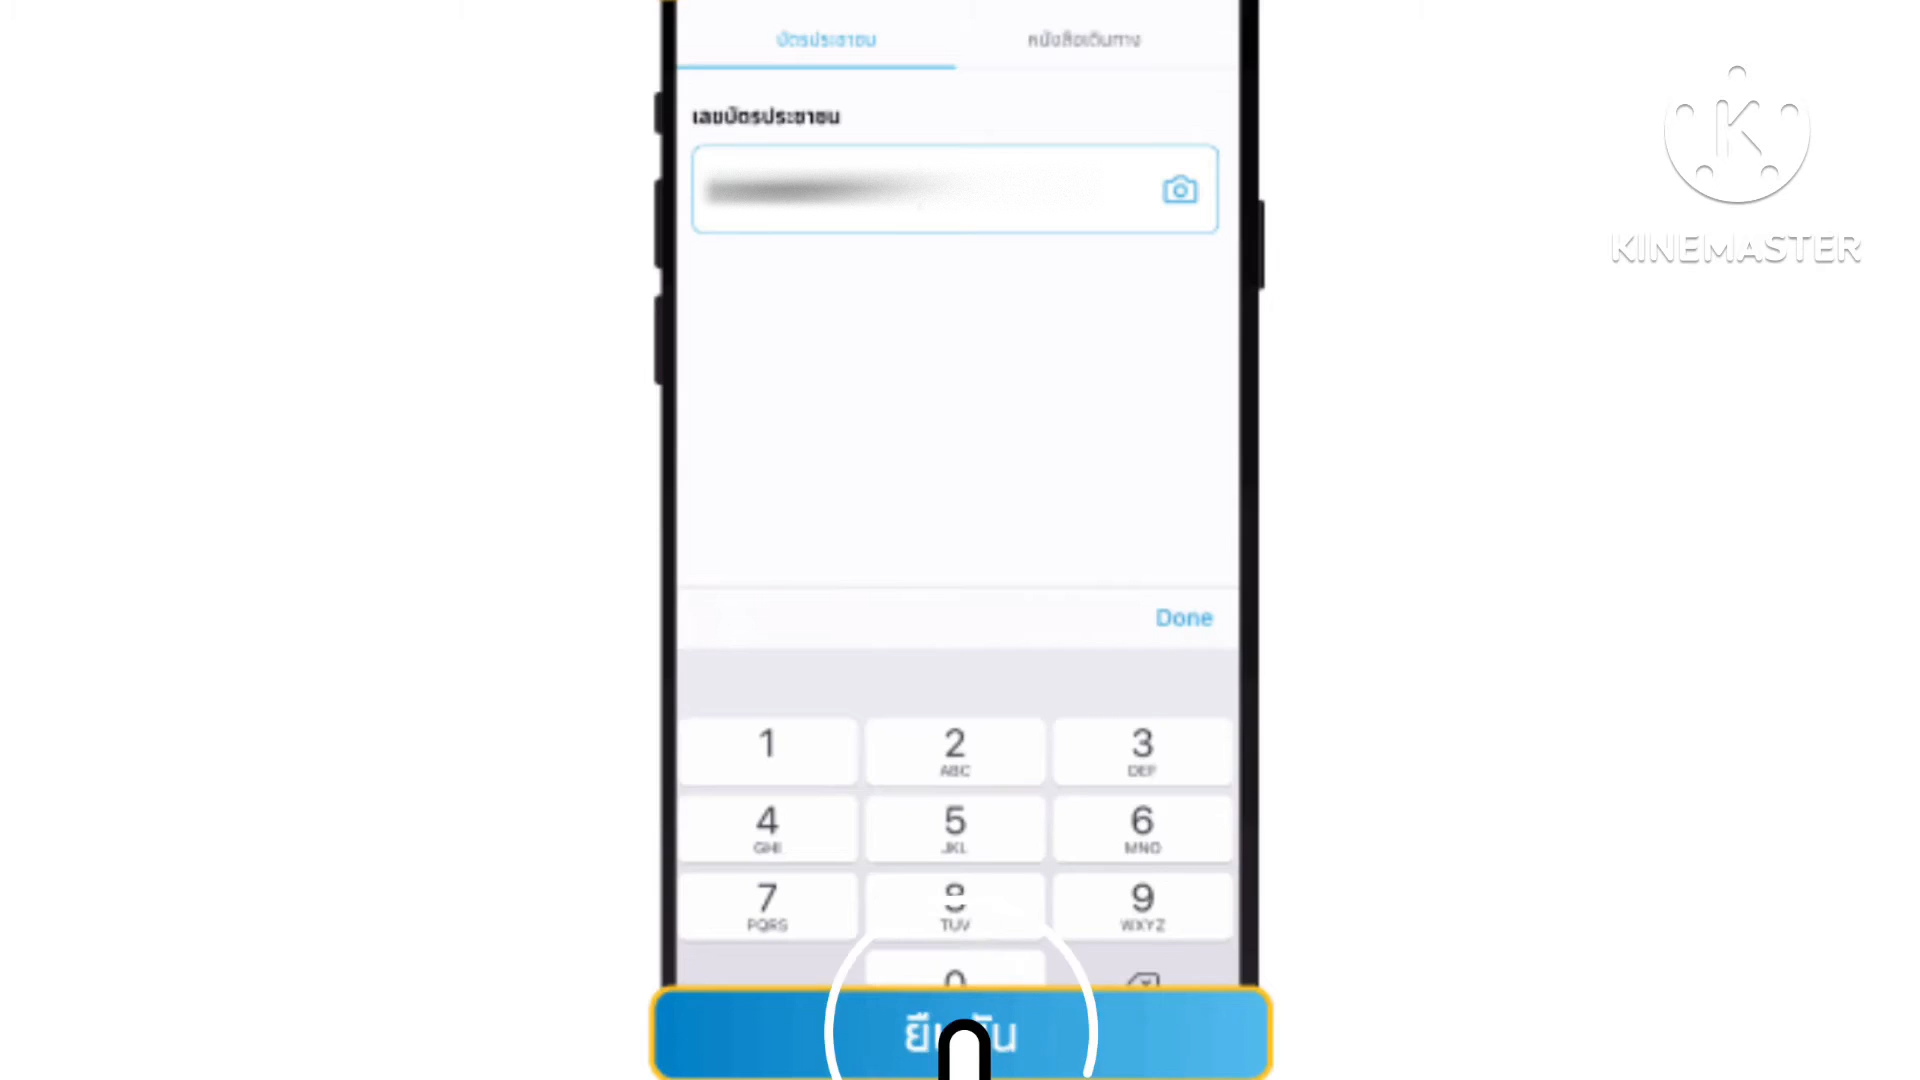 บัตรประชาชน
หนังสือเดินทาง
เลขบัตรประชาชน
KINEMASTER
Done
1
2
3
ABC
DEF
4
5
6
GHI
JKL
MNO
7
8
9
PQRS
TUV
WXYZ
0